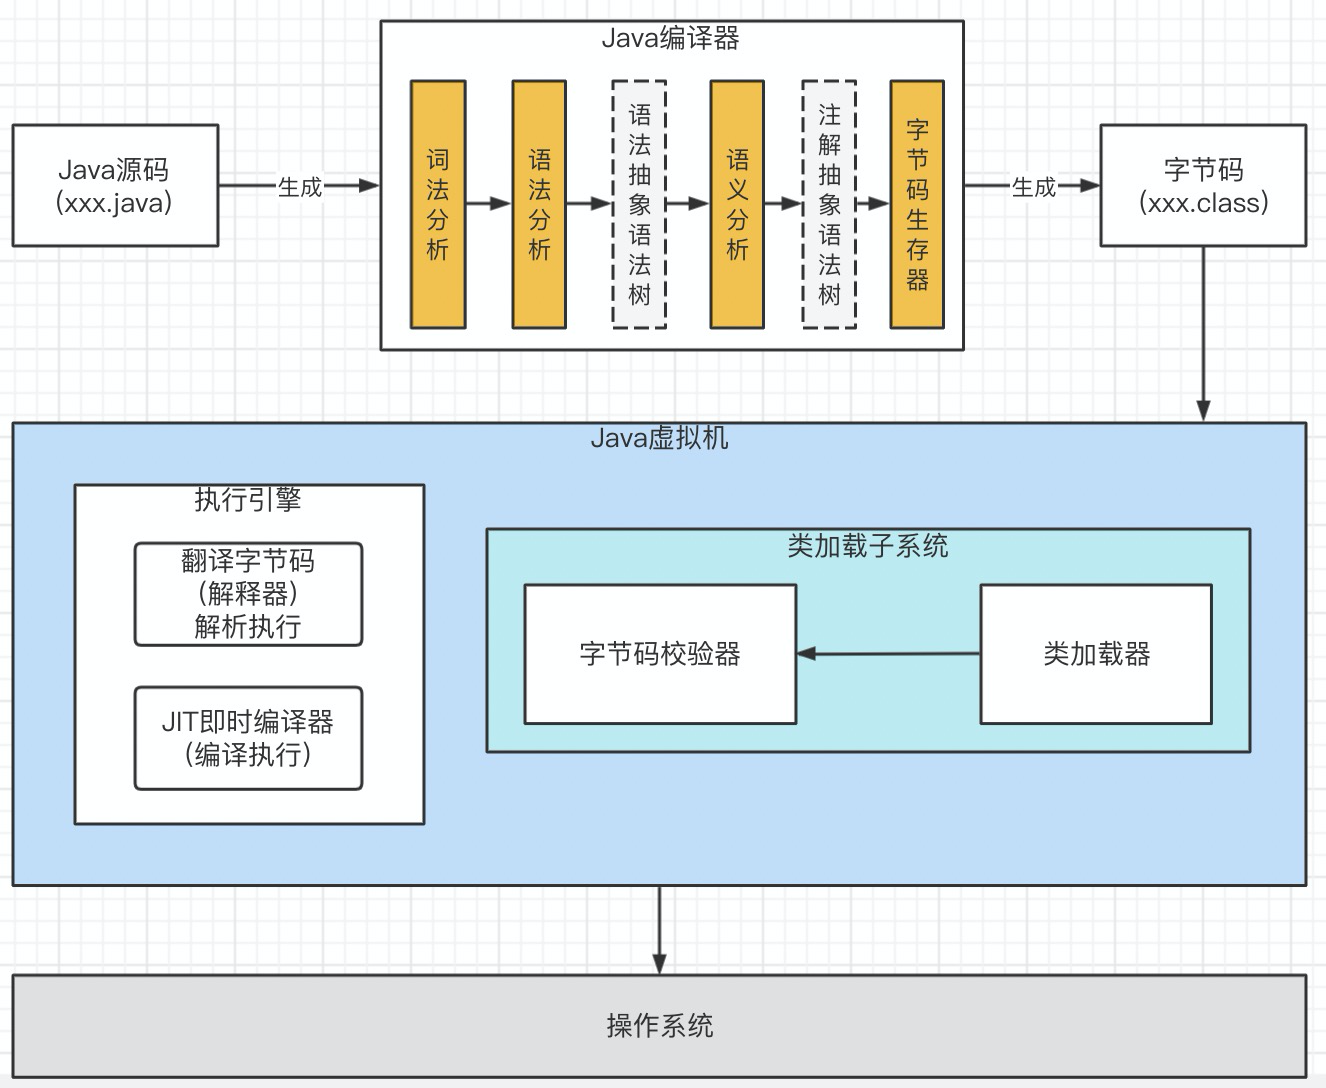 Java编译器
Java源码
(xxx.java)
生成
词法分析
语法分析
语法抽象语法树
语义分析
注解抽象语法树
字节码生存器
生成
字节码
(xxx.class)
Java虚拟机
执行引擎
翻译字节码
(解释器)
解析执行
JIT即时编译器
(编译执行)
类加载子系统
字节码校验器
类加载器
操作系统